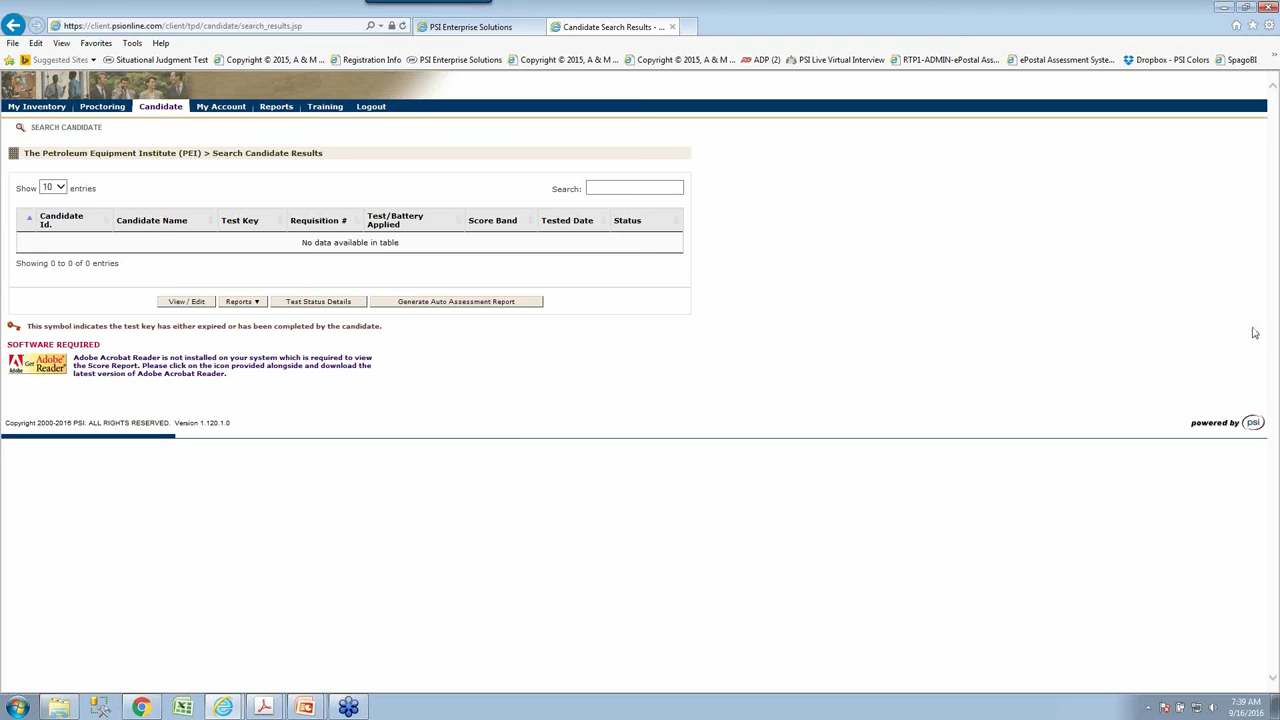 https://client.psionline.com/client/tpd/candidate/search_results.jsp
PSI Enterprise Solutions
Candidate Search Results - ...
File Edit View Favorites Tools Help
Suggested Sites
Situational Judgment Test
Copyright © 2015, A & M ...
Registration Info
PSI Enterprise Solutions
Copyright © 2015, A & M ...
Copyright © 2015, A & M ...
ADP (2)
PSI Live Virtual Interview
RTP1-ADMIN-ePostal Ass...
ePostal Assessment Syste...
Dropbox - PSI Colors
SpagoBI
My Inventory Proctoring Candidate My Account Reports Training Logout
SEARCH CANDIDATE
The Petroleum Equipment Institute (PEI) > Search Candidate Results
Show 10 entries
Search:
Candidate Id. Candidate Name Test Key Requisition # Test/Battery Applied Score Band Tested Date Status
No data available in table
Showing 0 to 0 of 0 entries
View / Edit Reports ▼ Test Status Details Generate Auto Assessment Report
This symbol indicates the test key has either expired or has been completed by the candidate.
SOFTWARE REQUIRED
Get Adobe Reader
Adobe
Adobe Acrobat Reader is not installed on your system which is required to view
the Score Report. Please click on the icon provided alongside and download the
latest version of Adobe Acrobat Reader.
Copyright 2000-2016 PSI. ALL RIGHTS RESERVED. Version 1.120.1.0
powered by psi
7:39 AM
9/16/2016